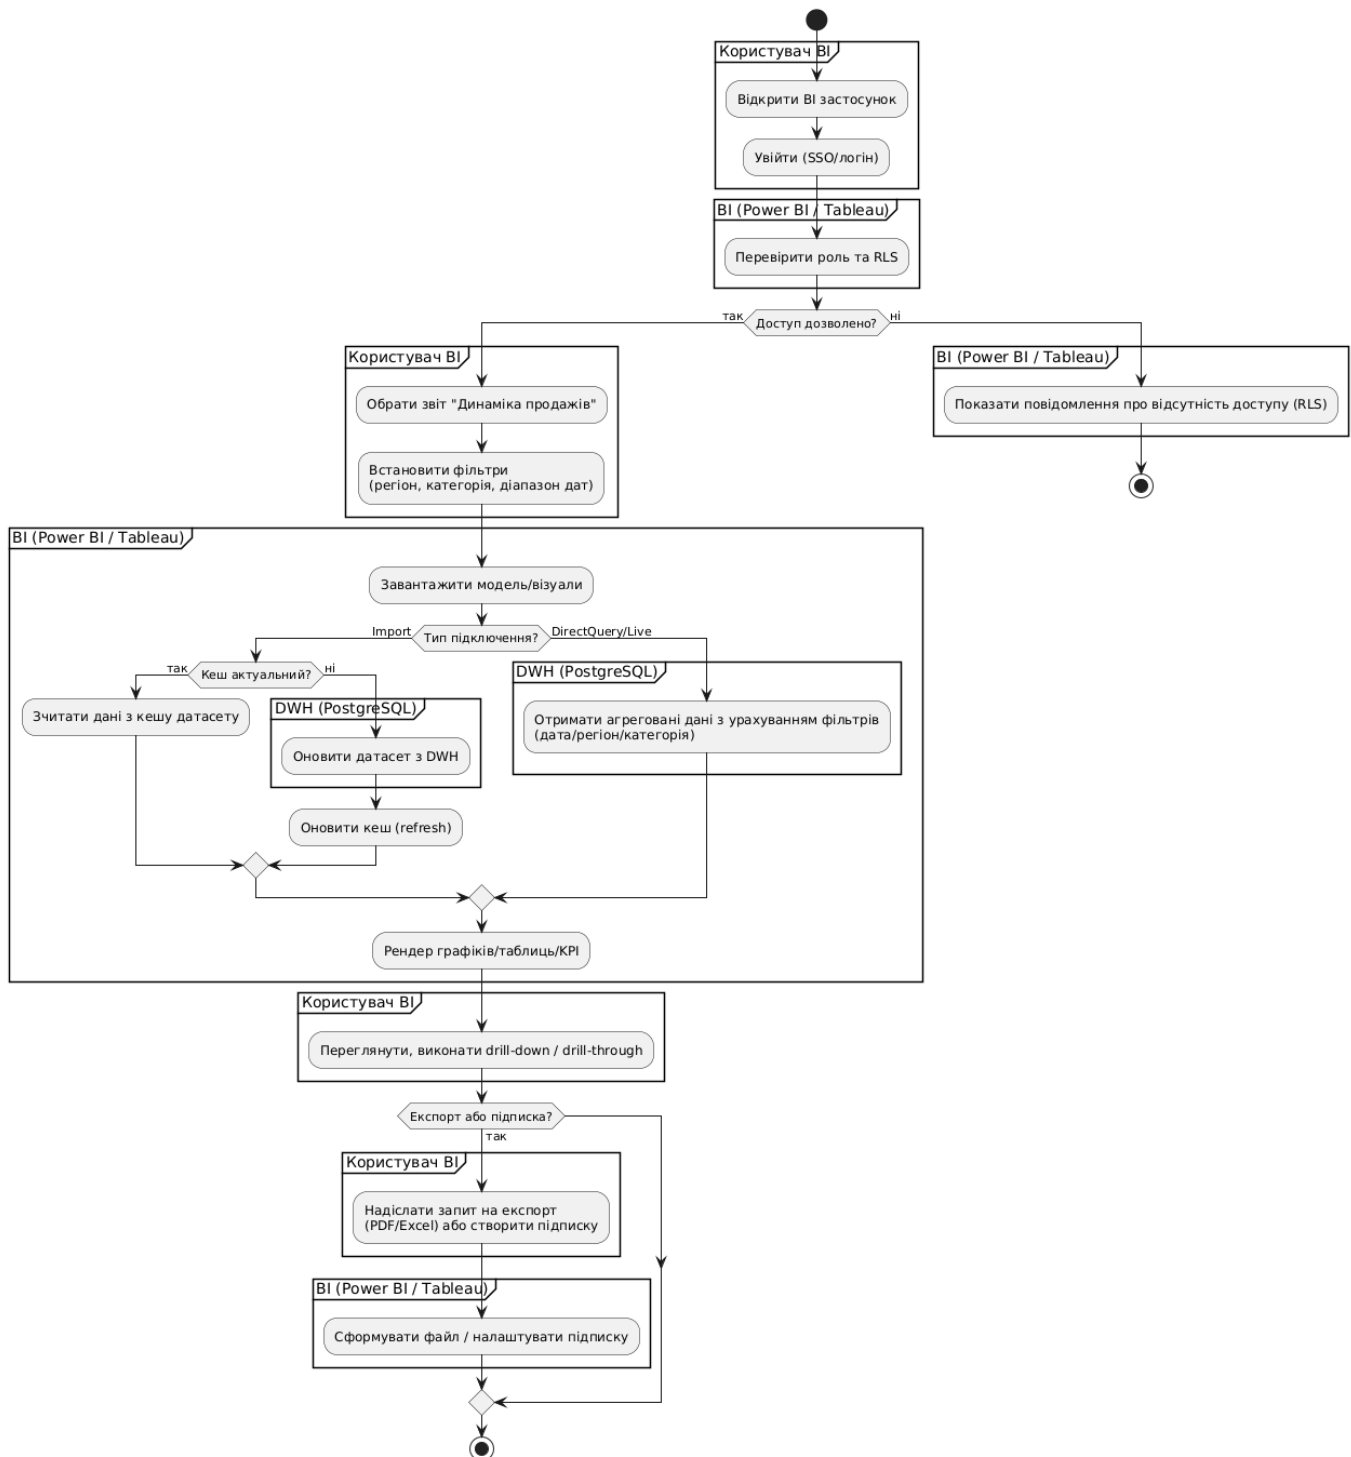 Користувач BI
Відкрити BI застосунок
Увійти (SSO/логін)
BI (Power BI / Tableau)
Перевірити роль та RLS
так
Доступ дозволено?
ні
Користувач BI
Обрати звіт "Динаміка продажів"
Встановити фільтри
(регіон, категорія, діапазон дат)
BI (Power BI / Tableau)
Показати повідомлення про відсутність доступу (RLS)
BI (Power BI / Tableau)
Завантажити модель/візуали
Import
Тип підключення?
DirectQuery/Live
так
Кеш актуальний?
ні
Зчитати дані з кешу датасету
DWH (PostgreSQL)
Оновити датасет з DWH
Оновити кеш (refresh)
DWH (PostgreSQL)
Отримати агреговані дані з урахуванням фільтрів
(дата/регіон/категорія)
Рендер графіків/таблиць/KPI
Користувач BI
Переглянути, виконати drill-down / drill-through
Експорт або підписка?
так
Користувач BI
Надіслати запит на експорт
(PDF/Excel) або створити підписку
BI (Power BI / Tableau)
Сформувати файл / налаштувати підписку